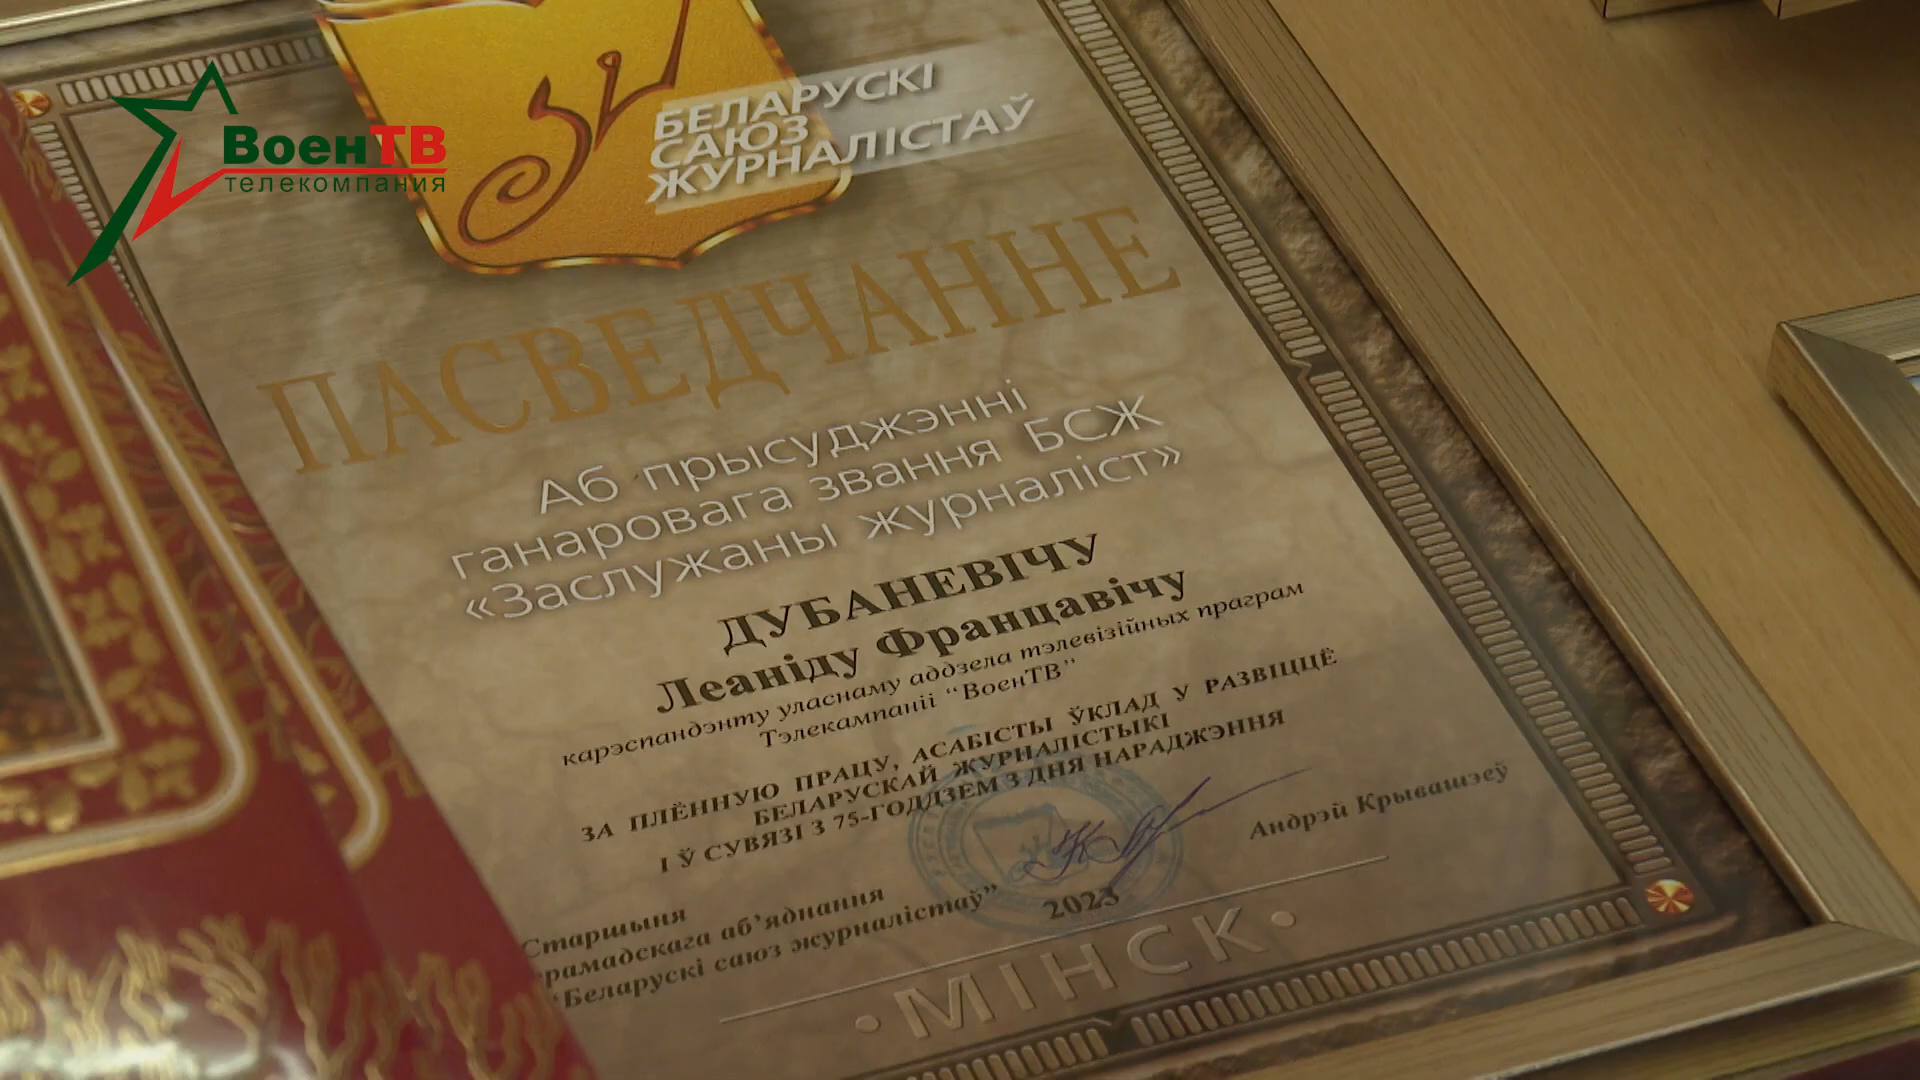 ВоенТВ
телекомпания
БЕЛАРУСКІ
САЮЗ
ЖУРНАЛІСТАЎ
ПАСВЕДЧАННЕ
Аб прысуджэнні
ганаровага звання БСЖ
«Заслужаны журналіст»
ДУБАНЕВІЧУ
Леаніду Францавічу
карэспандэнту уласнаму аддзела тэлевізійных праграм
Тэлекампаніі “ВоенТВ”
ЗА ПЛЁННУЮ ПРАЦУ, АСАБІСТЫ ЎКЛАД У РАЗВІЦЦЁ
БЕЛАРУСКАЙ ЖУРНАЛІСТЫКІ
І Ў СУВЯЗІ З 75-ГОДДЗЕМ З ДНЯ НАРАДЖЭННЯ
Старшыня
грамадскага аб’яднання
“Беларускі саюз журналістаў”
Андрэй Крывашэеў
2023
• МІНСК •